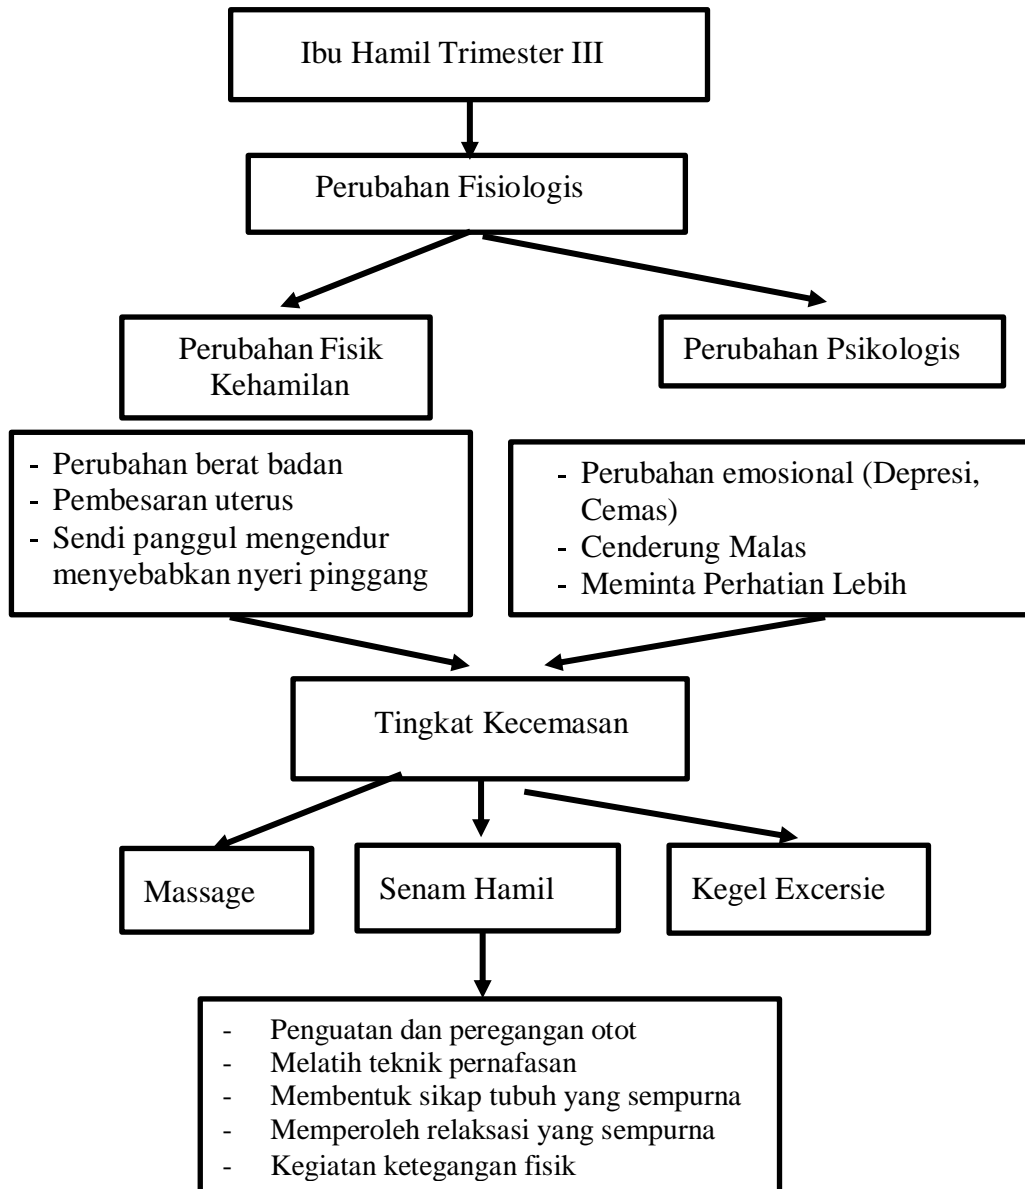 Ibu Hamil Trimester III
Perubahan Fisiologis
Perubahan Fisik
Kehamilan
Perubahan Psikologis
- Perubahan berat badan
- Pembesaran uterus
- Sendi panggul mengendur
menyebabkan nyeri pinggang
- Perubahan emosional (Depresi,
Cemas)
- Cenderung Malas
- Meminta Perhatian Lebih
Tingkat Kecemasan
Massage
Senam Hamil
Kegel Excersie
- Penguatan dan peregangan otot
- Melatih teknik pernafasan
- Membentuk sikap tubuh yang sempurna
- Memperoleh relaksasi yang sempurna
- Kegiatan ketegangan fisik